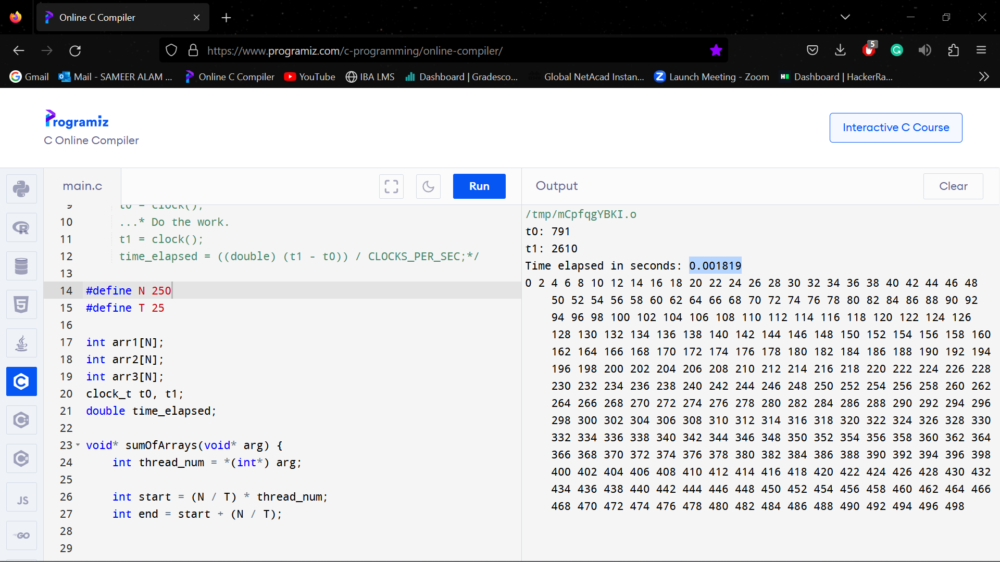 Online C Compiler
https://www.programiz.com/c-programming/online-compiler/
5
Gmail
Mail - SAMEER ALAM ...
Online C Compiler
YouTube
IBA LMS
Dashboard | Gradesco...
Global NetAcad Instan...
Launch Meeting - Zoom
Dashboard | HackerRa...
Programiz
C Online Compiler
Interactive C Course
main.c
Run
Output
Clear
9 t0 = clock();
10 ...* Do the work.
11 t1 = clock();
12 time_elapsed = ((double) (t1 - t0)) / CLOCKS_PER_SEC;*/
13
14 #define N 250
15 #define T 25
16
17 int arr1[N];
18 int arr2[N];
19 int arr3[N];
20 clock_t t0, t1;
21 double time_elapsed;
22
23 void* sumOfArrays(void* arg) {
24 int thread_num = *(int*) arg;
25
26 int start = (N / T) * thread_num;
27 int end = start + (N / T);
28
29
JS
GO
/tmp/mCpfqgYBKI.o
t0: 791
t1: 2610
Time elapsed in seconds: 0.001819
0 2 4 6 8 10 12 14 16 18 20 22 24 26 28 30 32 34 36 38 40 42 44 46 48
50 52 54 56 58 60 62 64 66 68 70 72 74 76 78 80 82 84 86 88 90 92
94 96 98 100 102 104 106 108 110 112 114 116 118 120 122 124 126
128 130 132 134 136 138 140 142 144 146 148 150 152 154 156 158 160
162 164 166 168 170 172 174 176 178 180 182 184 186 188 190 192 194
196 198 200 202 204 206 208 210 212 214 216 218 220 222 224 226 228
230 232 234 236 238 240 242 244 246 248 250 252 254 256 258 260 262
264 266 268 270 272 274 276 278 280 282 284 286 288 290 292 294 296
298 300 302 304 306 308 310 312 314 316 318 320 322 324 326 328 330
332 334 336 338 340 342 344 346 348 350 352 354 356 358 360 362 364
366 368 370 372 374 376 378 380 382 384 386 388 390 392 394 396 398
400 402 404 406 408 410 412 414 416 418 420 422 424 426 428 430 432
434 436 438 440 442 444 446 448 450 452 454 456 458 460 462 464 466
468 470 472 474 476 478 480 482 484 486 488 490 492 494 496 498